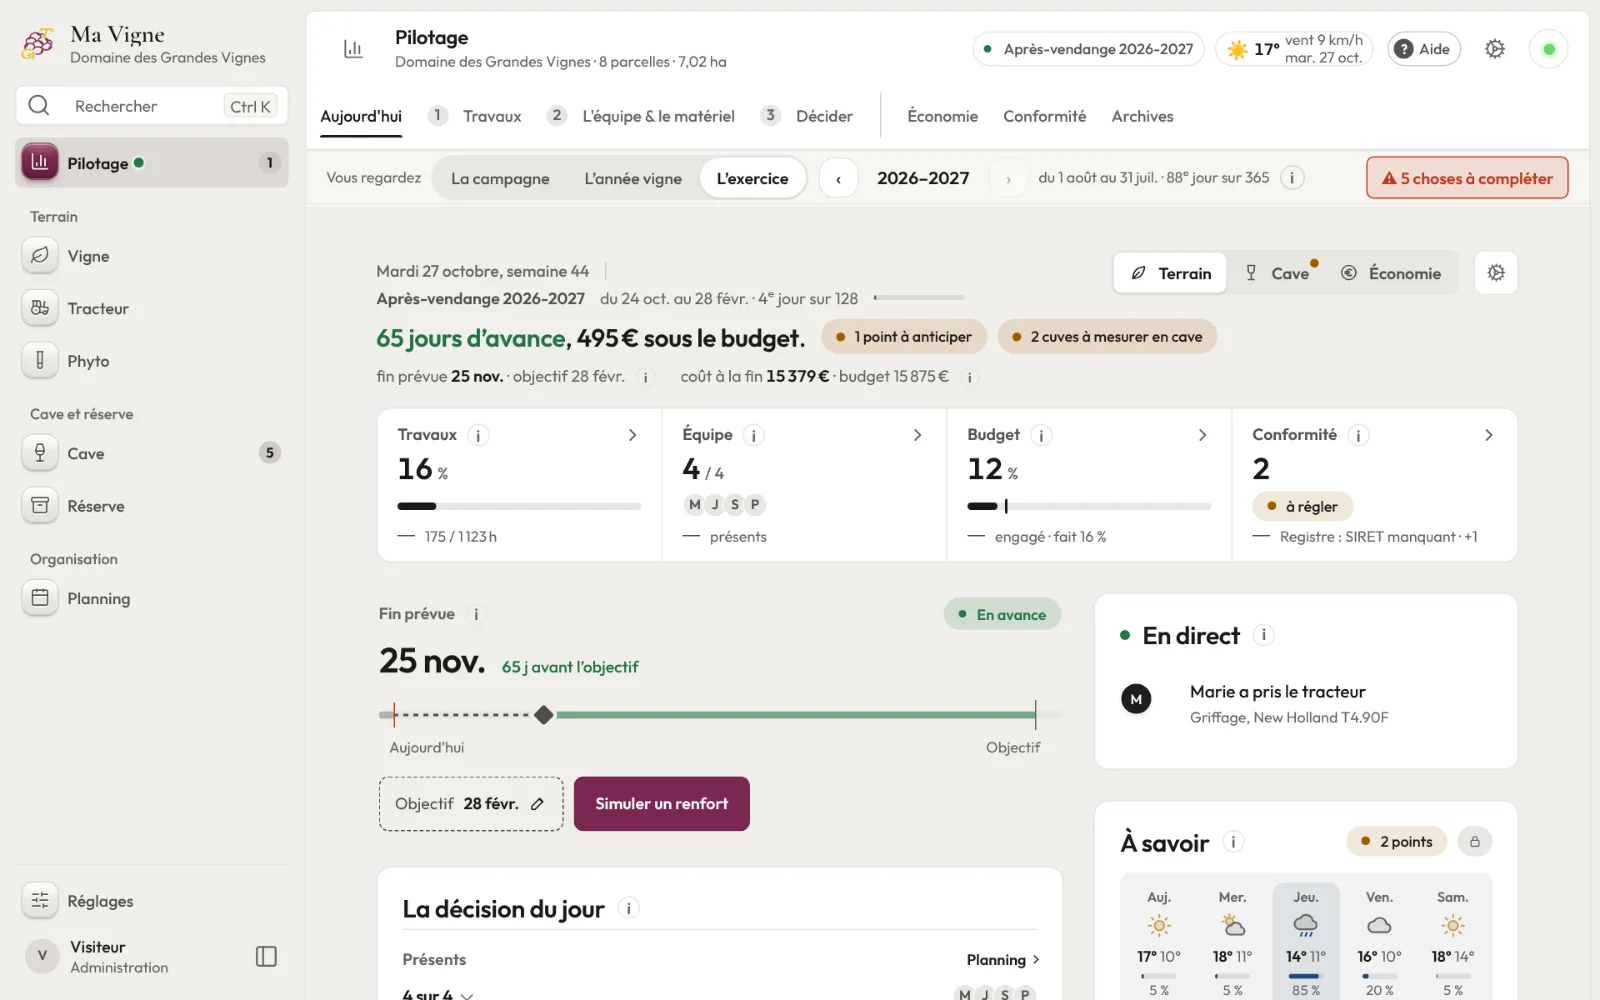 Ma Vigne
Domaine des Grandes Vignes
Rechercher
Ctrl K
Pilotage
1
Terrain
Vigne
Tracteur
Phyto
Cave et réserve
Cave
5
Réserve
Organisation
Planning
Réglages
V
Visiteur
Administration
Pilotage
Domaine des Grandes Vignes · 8 parcelles · 7,02 ha
Après-vendange 2026-2027
17°
vent 9 km/h
mar. 27 oct.
? Aide
Aujourd'hui
1 Travaux
2 L'équipe & le matériel
3 Décider
Économie
Conformité
Archives
Vous regardez
La campagne
L'année vigne
L'exercice
‹
2026–2027
›
du 1 août au 31 juil. · 88e jour sur 365
i
5 choses à compléter
Mardi 27 octobre, semaine 44
Après-vendange 2026-2027 du 24 oct. au 28 févr. · 4e jour sur 128
Terrain
Cave
Économie
65 jours d’avance, 495 € sous le budget.
1 point à anticiper
2 cuves à mesurer en cave
fin prévue 25 nov. · objectif 28 févr. i
coût à la fin 15 379 € · budget 15 875 € i
Travaux i
16 %
175 / 1 123 h
Équipe i
4 / 4
M J S P
présents
Budget i
12 %
engagé · fait 16 %
Conformité i
2
à régler
Registre : SIRET manquant · +1
Fin prévue i
En avance
25 nov. 65 j avant l'objectif
Aujourd'hui
Objectif
Objectif 28 févr.
Simuler un renfort
La décision du jour i
Présents
Planning
4 sur 4
M J S P
En direct i
M
Marie a pris le tracteur
Griffage, New Holland T4.90F
À savoir i
2 points
Auj. Mer. Jeu. Ven. Sam.
17° 10° 18° 11° 14° 11° 16° 10° 18° 14°
5 % 5 % 85 % 20 % 5 %